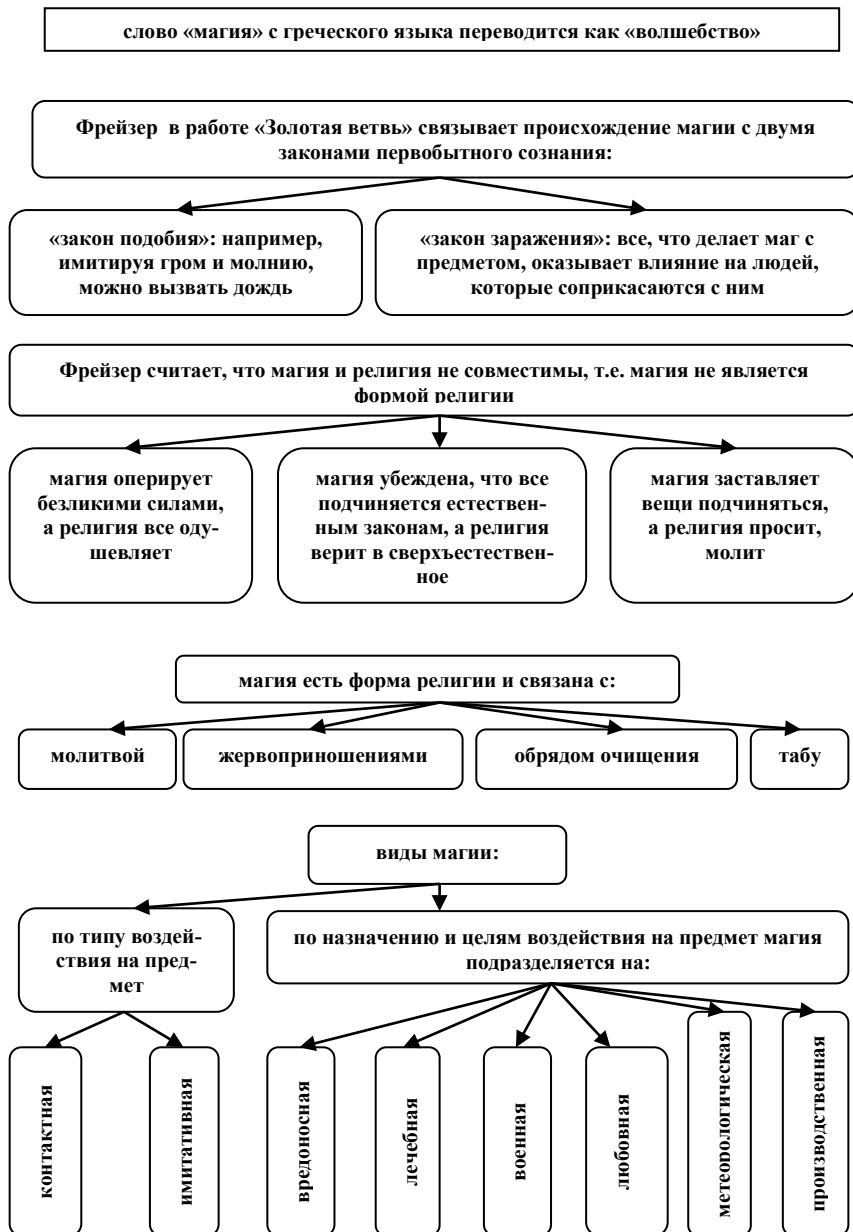 слово «магия» с греческого языка переводится как «волшебство»
Фрейзер в работе «Золотая ветвь» связывает происхождение магии с двумя
законами первобытного сознания:
«закон подобия»: например,
имитируя гром и молнию,
можно вызвать дождь
«закон заражения»: все, что делает маг с
предметом, оказывает влияние на людей,
которые соприкасаются с ним
Фрейзер считает, что магия и религия не совместимы, т.е. магия не является
формой религии
магия оперирует
безликими силами,
а религия все оду-
шевляет
магия убеждена, что все
подчиняется естествен-
ным законам, а религия
верит в сверхъестествен-
ное
магия заставляет
вещи подчиняться,
а религия просит,
молит
магия есть форма религии и связана с:
молитвой
жервоприношениями
обрядом очищения
табу
виды магии:
по типу воздей-
ствия на пред-
мет
по назначению и целям воздействия на предмет магия
подразделяется на:
контактная
имитативная
вредоносная
лечебная
военная
любовная
метеорологическая
производственная